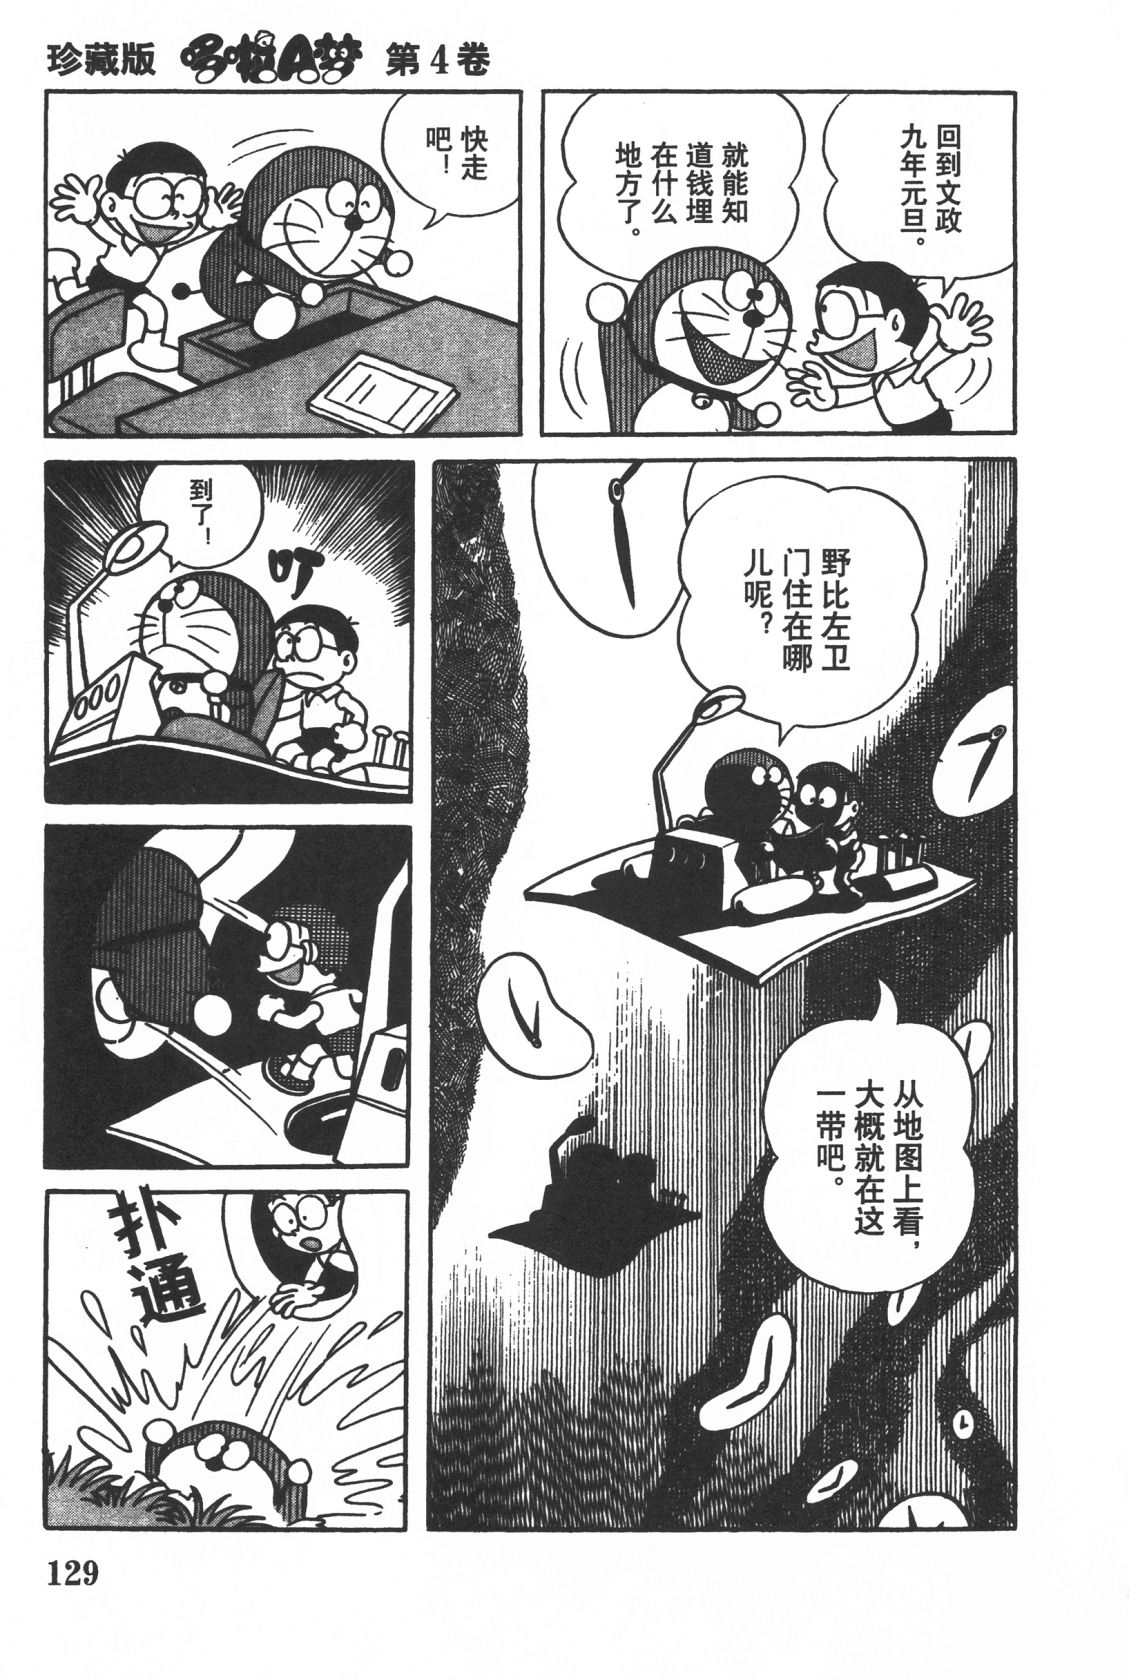 珍藏版 哆啦A梦 第4卷
回到文政
九年元旦。
就能知
道钱埋
在什么
地方了。
快走
吧！
野比左卫
门住在哪
儿呢？
从地图上看，
大概就在这
一带吧。
到了！
叮
扑通
129